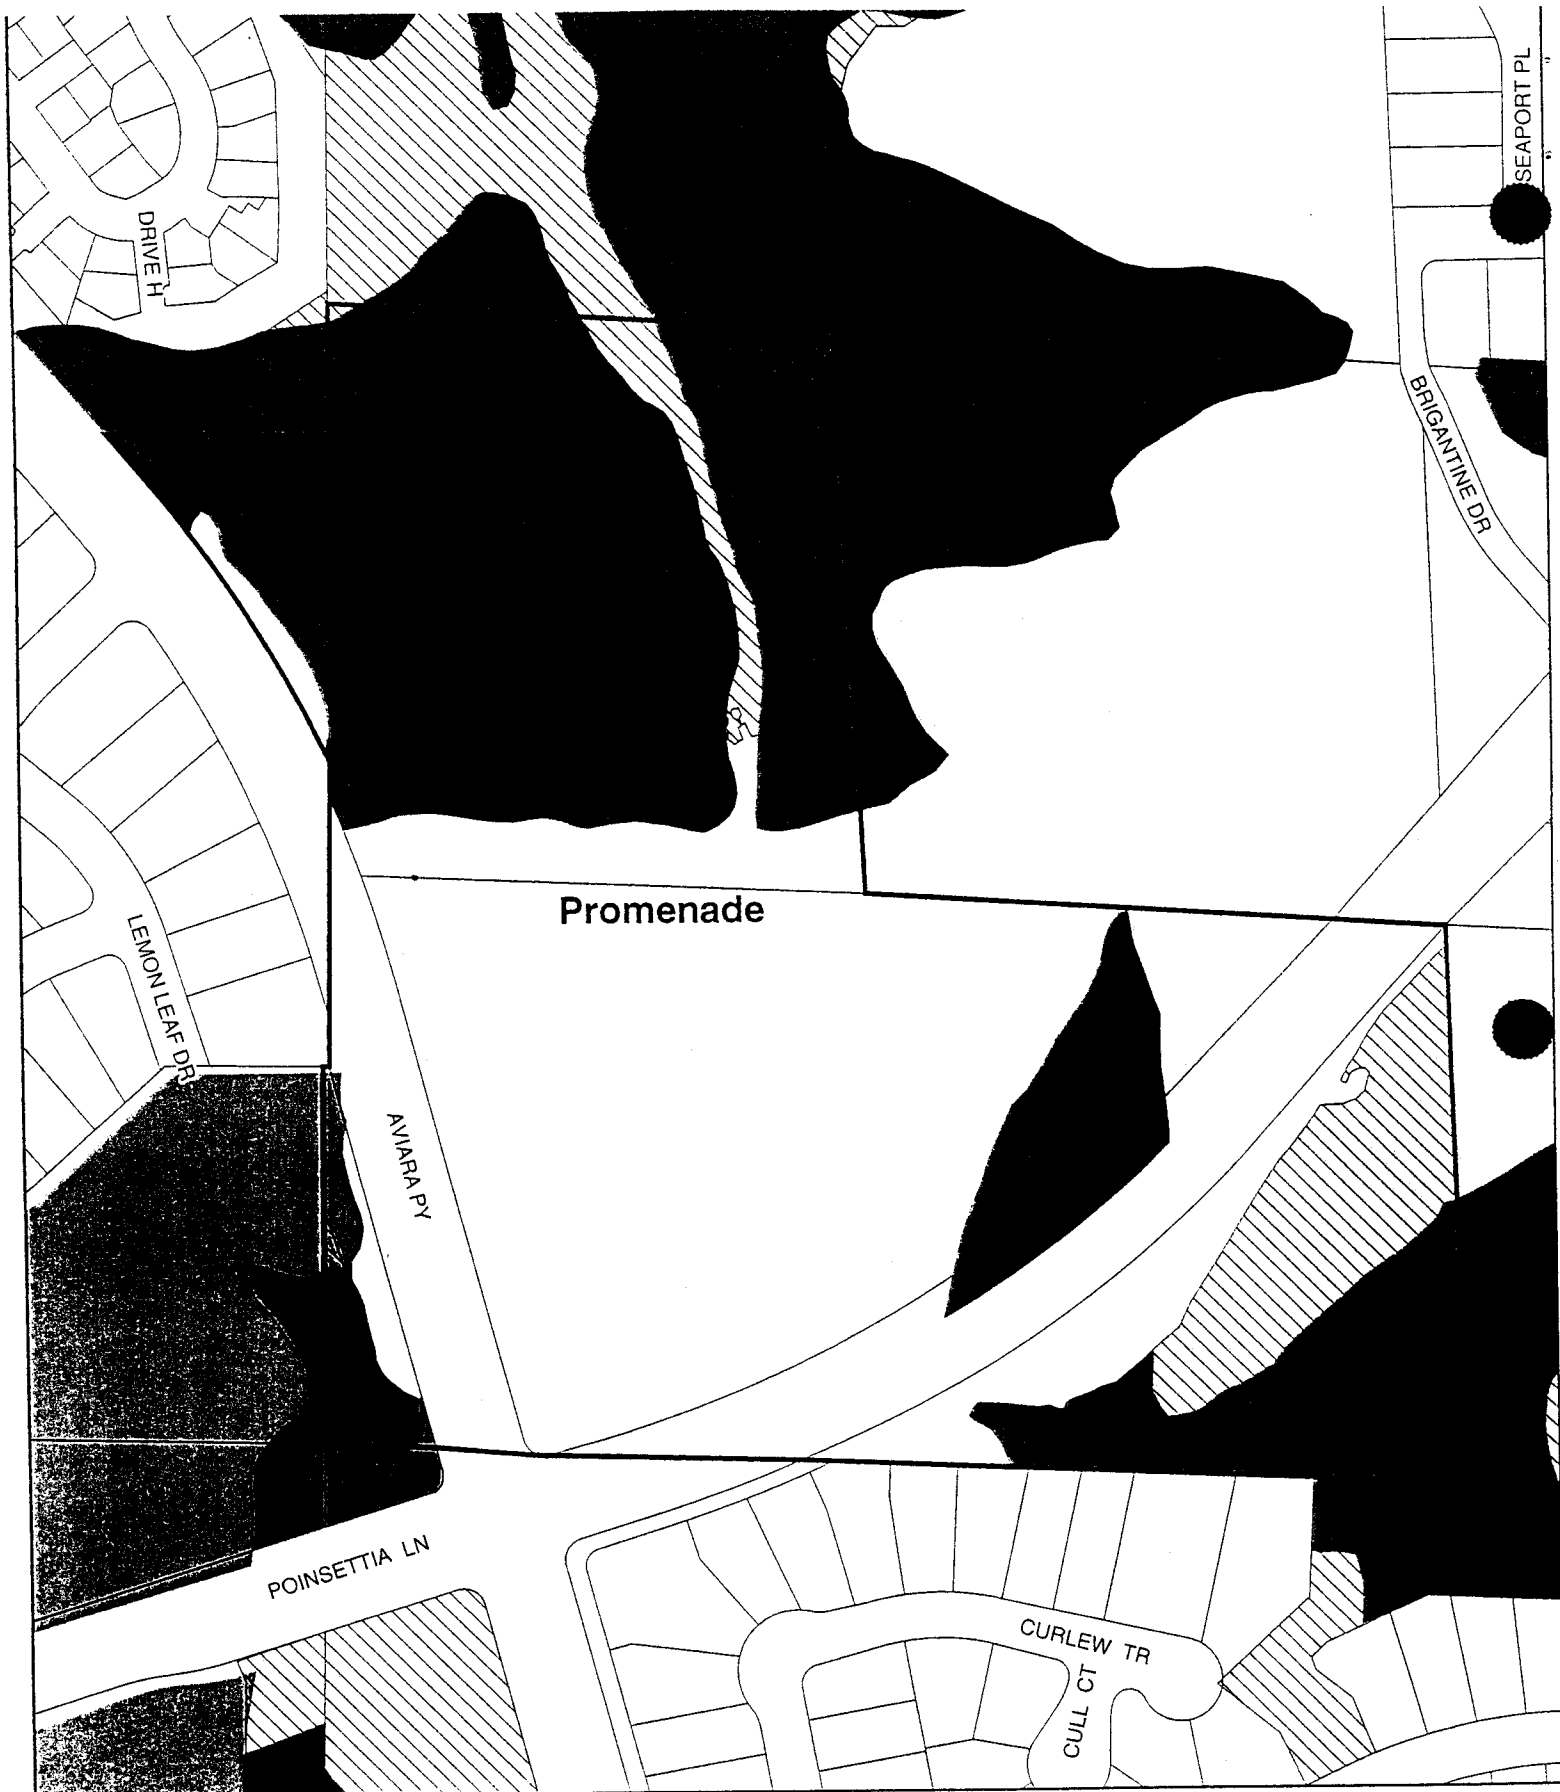 SEAPORT PL
DRIVE H
BRIGANTINE DR
Promenade
LEMON LEAF DR
AVIARA PY
POINSETTIA LN
CURLEW TR
CULL CT